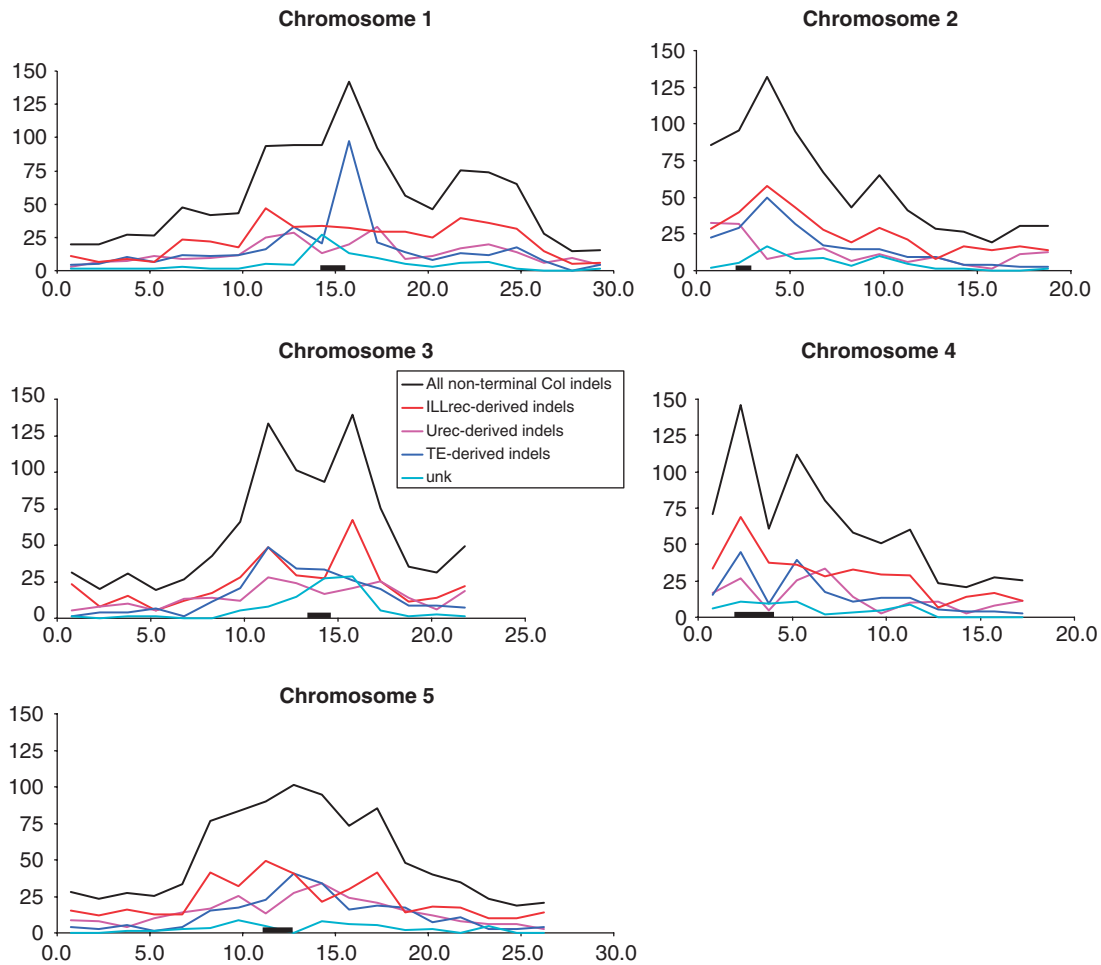 Chromosome 1
150
125
100
75
50
25
0
0.0 5.0 10.0 15.0 20.0 25.0 30.0
Chromosome 2
150
125
100
75
50
25
0
0.0 5.0 10.0 15.0 20.0
Chromosome 3
150
125
100
75
50
25
0
0.0 5.0 10.0 15.0 20.0 25.0
All non-terminal Col indels
ILLrec-derived indels
Urec-derived indels
TE-derived indels
unk
Chromosome 4
150
125
100
75
50
25
0
0.0 5.0 10.0 15.0 20.0
Chromosome 5
150
125
100
75
50
25
0
0.0 5.0 10.0 15.0 20.0 25.0 30.0